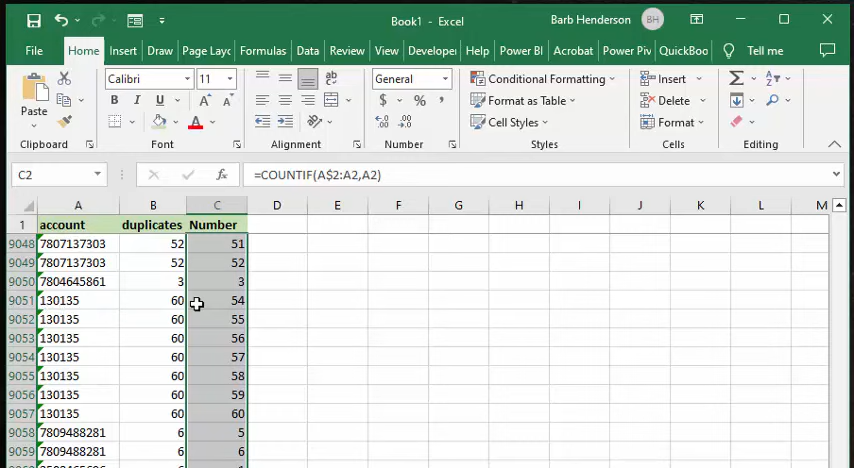 Book1 - Excel
Barb Henderson
BH
File Home Insert Draw Page Layc Formulas Data Review View Developer Help Power BI Acrobat Power Piv QuickBoo Tell me
Paste
Calibri 11
General
Conditional Formatting
Insert
B I U
Format as Table
Delete
Cell Styles
Format
Clipboard Font Alignment Number Styles Cells Editing
C2 fx =COUNTIF(A$2:A2,A2)
A B C D E F G H I J K L M
1 account duplicates Number
9048 7807137303 52 51
9049 7807137303 52 52
9050 7804645861 3 3
9051 130135 60 54
9052 130135 60 55
9053 130135 60 56
9054 130135 60 57
9055 130135 60 58
9056 130135 60 59
9057 130135 60 60
9058 7809488281 6 5
9059 7809488281 6 6